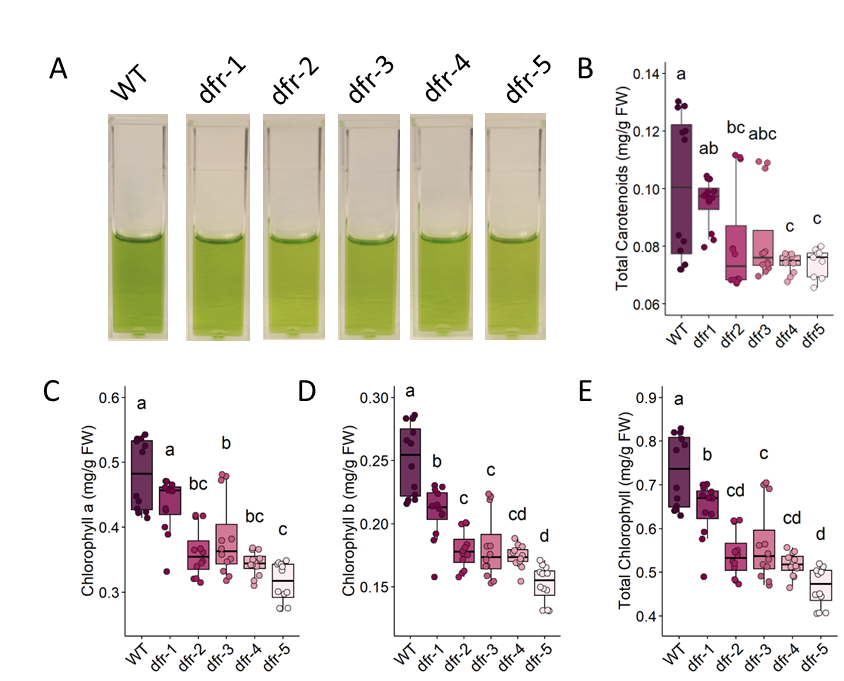 A
WT
dfr-1
dfr-2
dfr-3
dfr-4
dfr-5
B
Total Carotenoids (mg/g FW)
0.14
0.12
0.10
0.08
0.06
a
ab
bc
abc
c
c
WT
dfr1
dfr2
dfr3
dfr4
dfr5
C
Chlorophyll a (mg/g FW)
0.6
0.5
0.4
0.3
a
a
bc
b
bc
c
WT
dfr-1
dfr-2
dfr-3
dfr-4
dfr-5
D
Chlorophyll b (mg/g FW)
0.30
0.25
0.20
0.15
a
b
c
c
cd
d
WT
dfr-1
dfr-2
dfr-3
dfr-4
dfr-5
E
Total Chlorophyll (mg/g FW)
0.9
0.8
0.7
0.6
0.5
0.4
a
b
cd
c
cd
d
WT
dfr-1
dfr-2
dfr-3
dfr-4
dfr-5